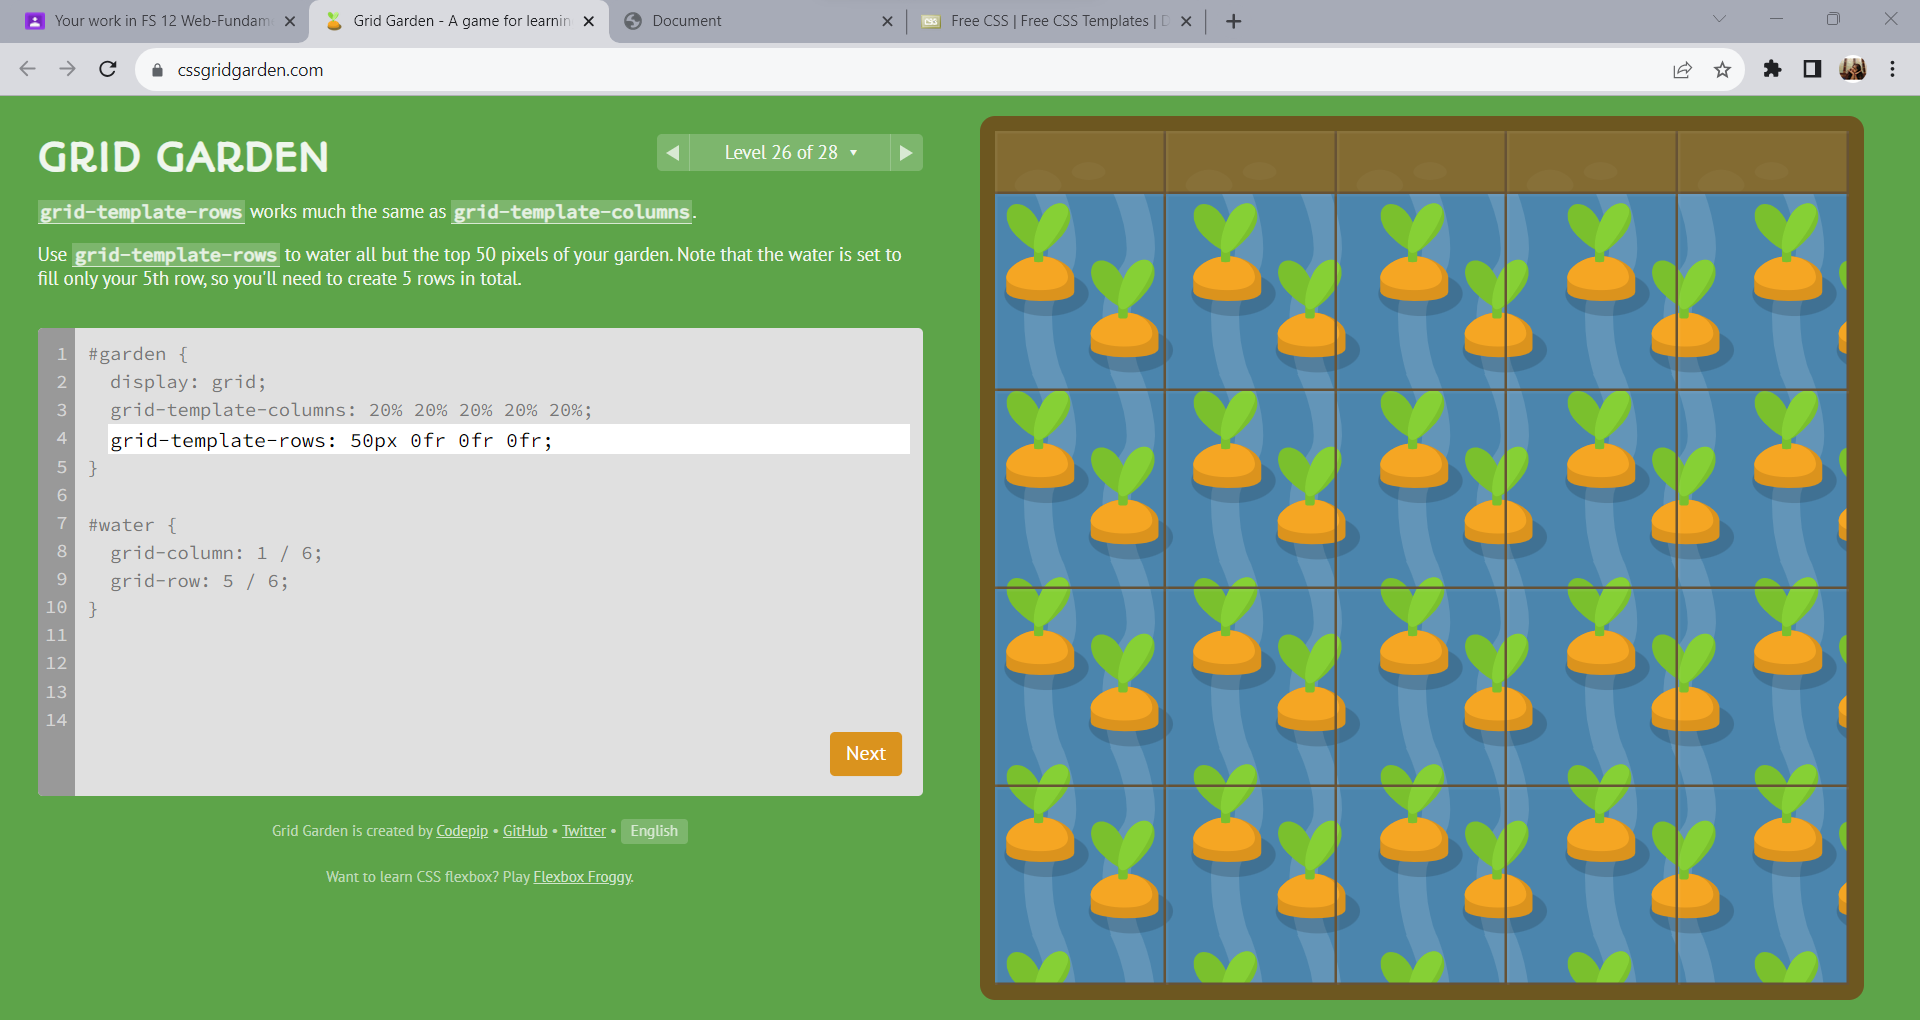 Your work in FS 12 Web-Fundam
Grid Garden - A game for learnin
Document
CSG
Free CSS | Free CSS Templates | D
cssgridgarden.com
GRID GARDEN
Level 26 of 28
grid-template-rows works much the same as grid-template-columns.
Use grid-template-rows to water all but the top 50 pixels of your garden. Note that the water is set to
fill only your 5th row, so you'll need to create 5 rows in total.
1 #garden {
2 display: grid;
3 grid-template-columns: 20% 20% 20% 20% 20%;
4 grid-template-rows: 50px 0fr 0fr 0fr;
5 }
6
7 #water {
8 grid-column: 1 / 6;
9 grid-row: 5 / 6;
10 }
11
12
13
14
Next
Grid Garden is created by Codepip • GitHub • Twitter • English
Want to learn CSS flexbox? Play Flexbox Froggy.